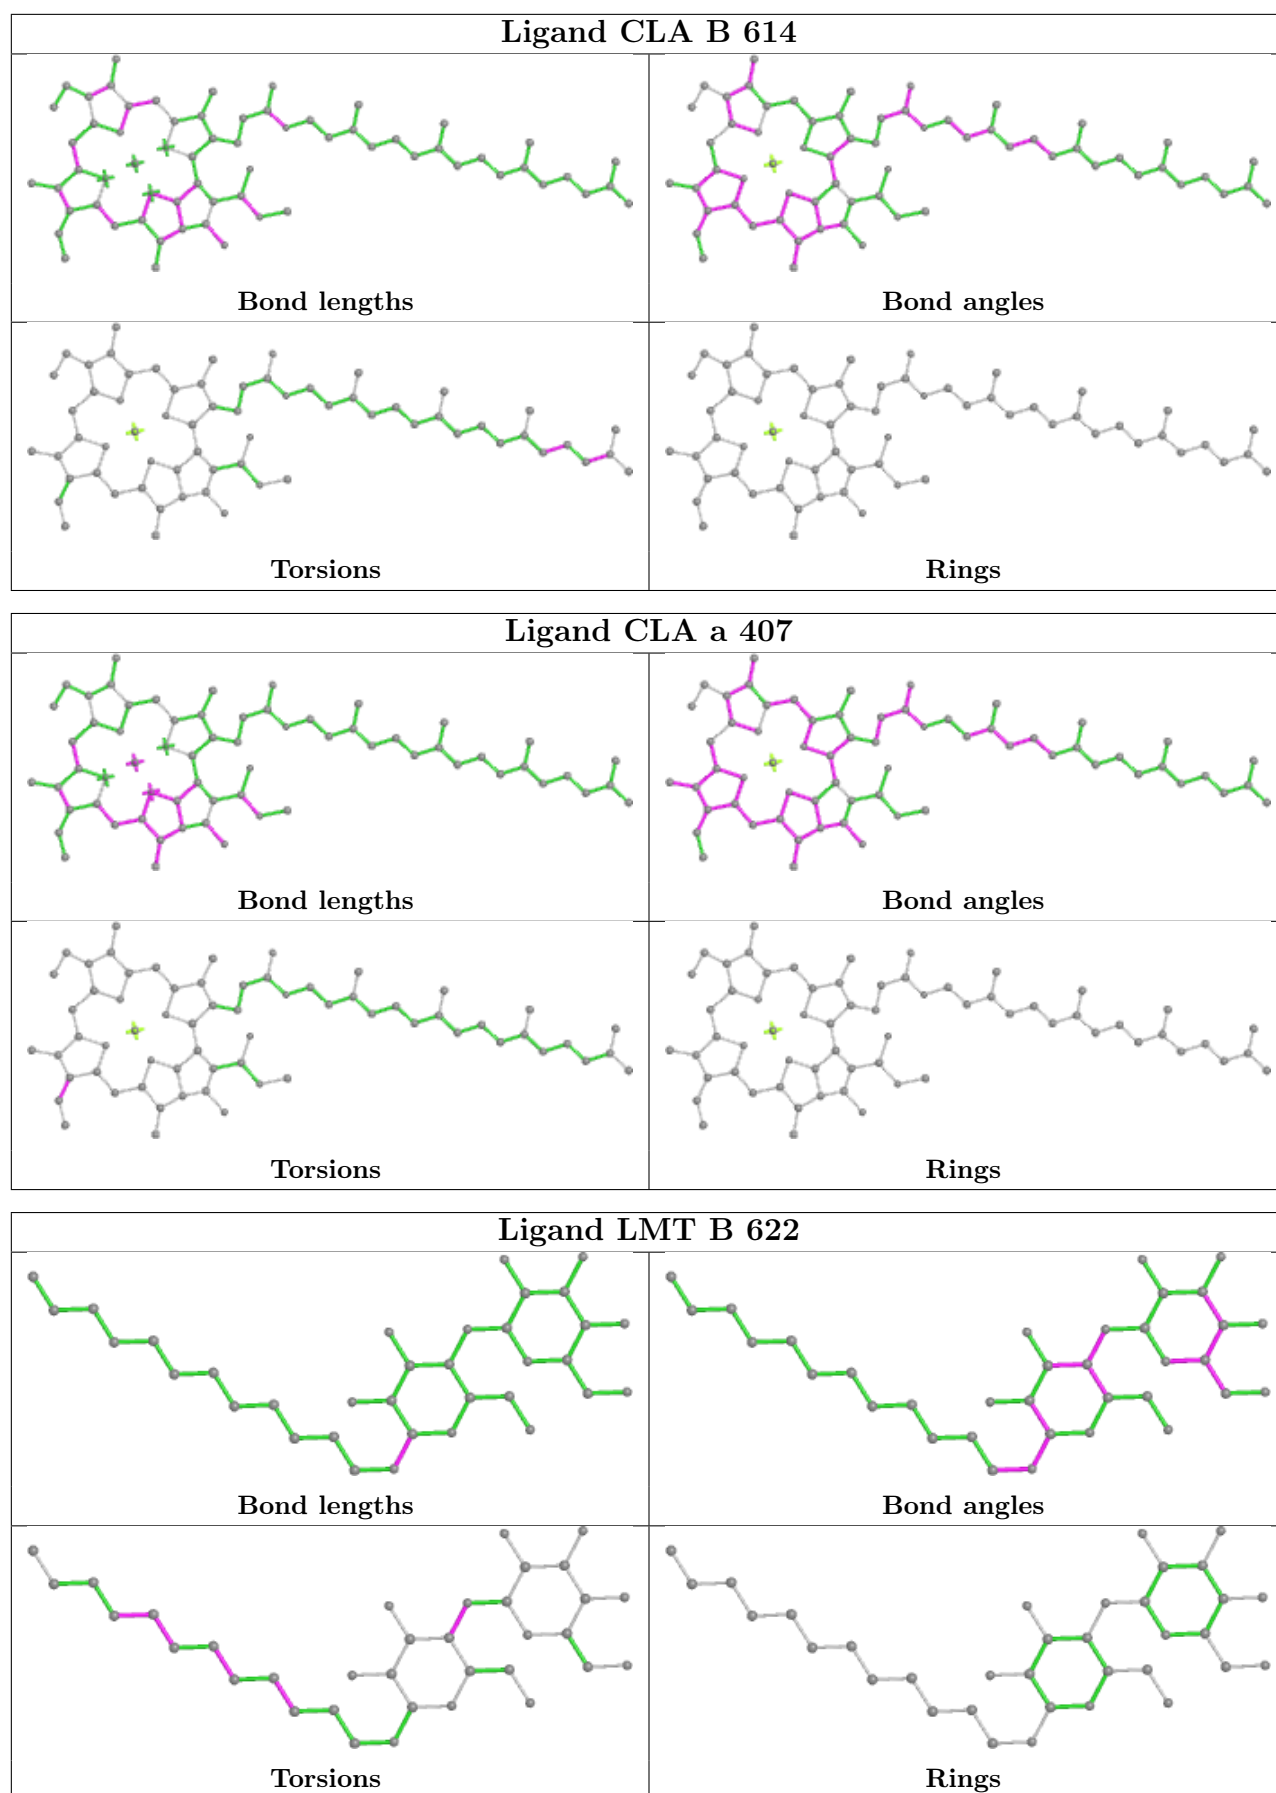 Ligand CLA B 614
Bond lengths
Bond angles
Torsions
Rings
Ligand CLA a 407
Bond lengths
Bond angles
Torsions
Rings
Ligand LMT B 622
Bond lengths
Bond angles
Torsions
Rings